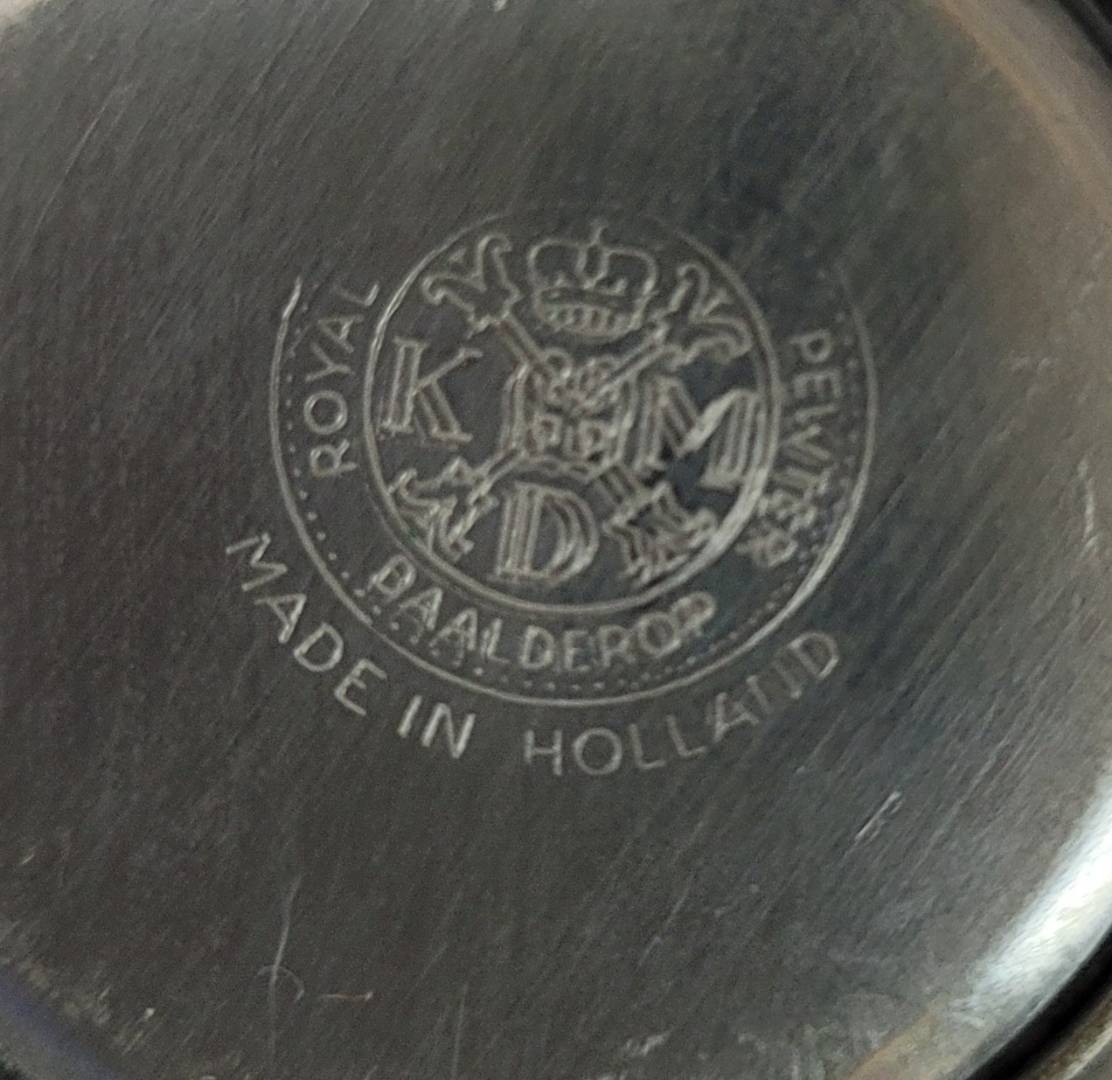 ROYAL
PEWTER
K M
D
DAALDEROP
MADE IN HOLLAND